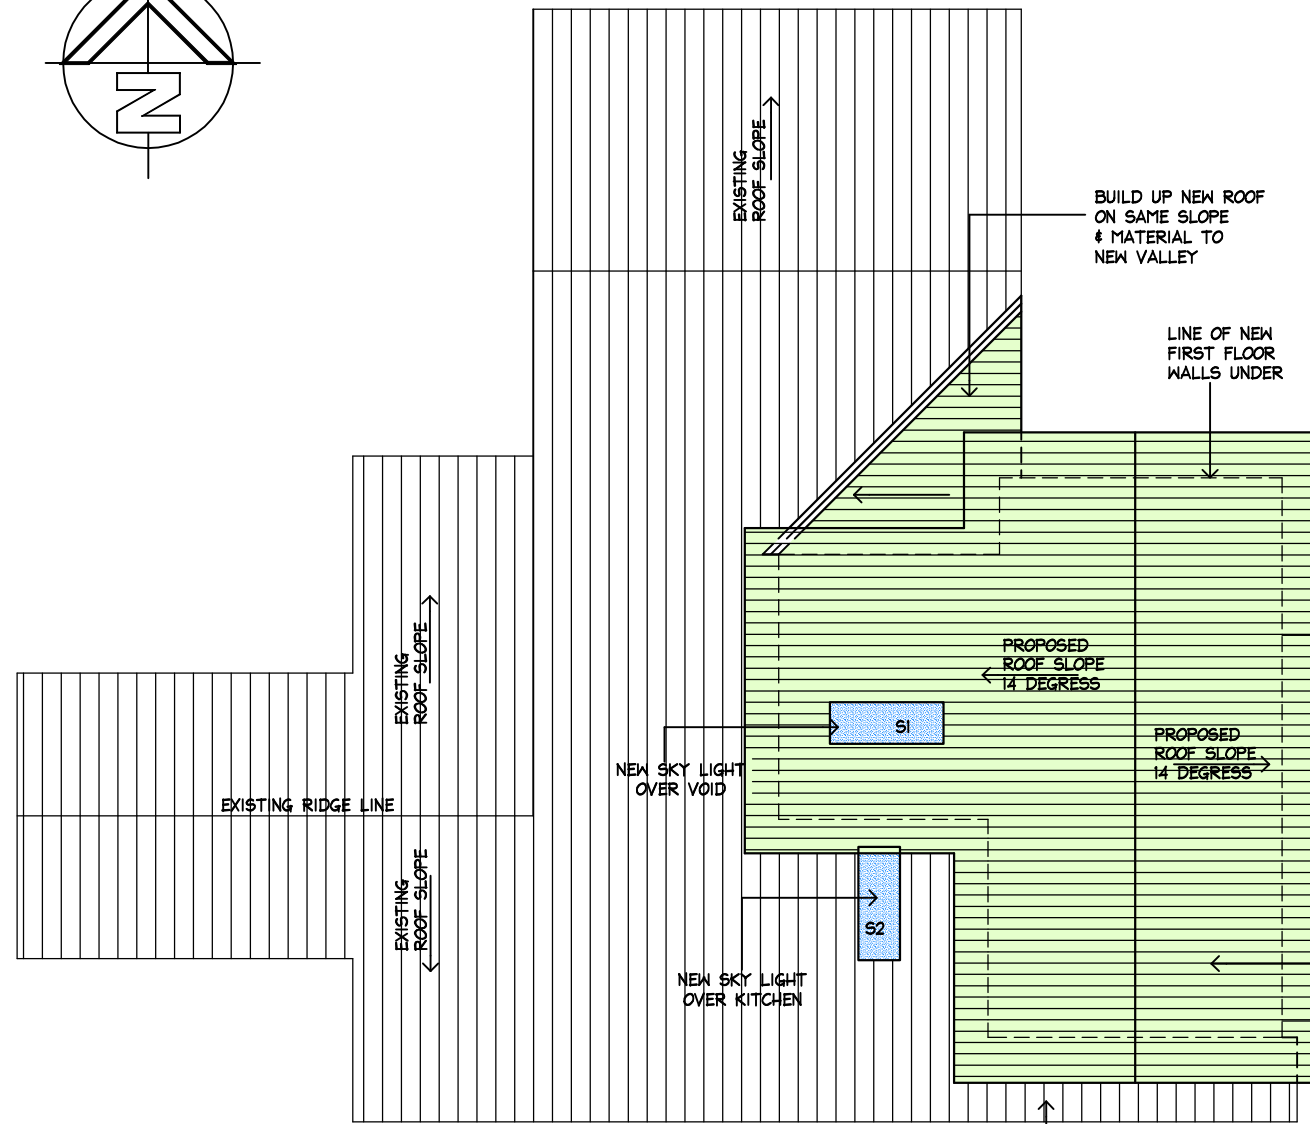 N
EXISTING
ROOF SLOPE
BUILD UP NEW ROOF
ON SAME SLOPE
& MATERIAL TO
NEW VALLEY
LINE OF NEW
FIRST FLOOR
WALLS UNDER
EXISTING
ROOF SLOPE
PROPOSED
ROOF SLOPE
14 DEGRESS
S1
PROPOSED
ROOF SLOPE
14 DEGRESS
NEW SKY LIGHT
OVER VOID
EXISTING RIDGE LINE
EXISTING
ROOF SLOPE
S2
NEW SKY LIGHT
OVER KITCHEN